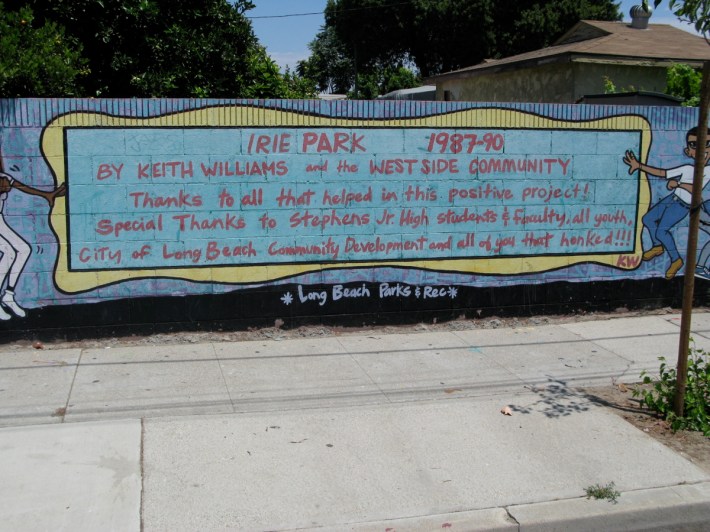 IRIE PARK 1987-90
BY KEITH WILLIAMS and the WESTSIDE COMMUNITY
Thanks to all that helped in this positive project!
Special Thanks to Stephens Jr. High students & faculty, all youth,
City of Long Beach Community Development and all of you that honked!!!
KW
*Long Beach Parks & Rec*